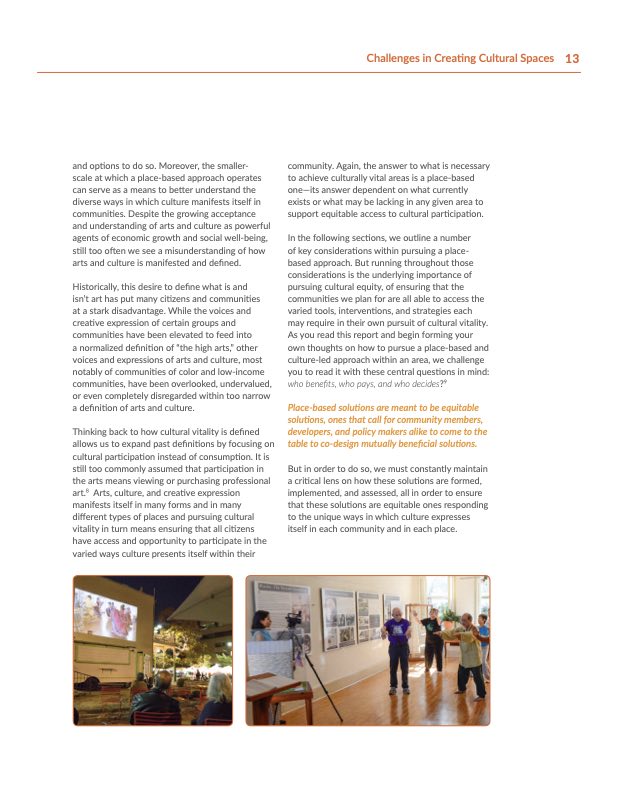 Challenges in Creating Cultural Spaces 13
and options to do so. Moreover, the smaller-
scale at which a place-based approach operates
can serve as a means to better understand the
diverse ways in which culture manifests itself in
communities. Despite the growing acceptance
and understanding of arts and culture as powerful
agents of economic growth and social well-being,
still too often we see a misunderstanding of how
arts and culture is manifested and defined.
Historically, this desire to define what is and
isn't art has put many citizens and communities
at a stark disadvantage. While the voices and
creative expression of certain groups and
communities have been elevated to feed into
a normalized definition of "the high arts," other
voices and expressions of arts and culture, most
notably of communities of color and low-income
communities, have been overlooked, undervalued,
or even completely disregarded within too narrow
a definition of arts and culture.
Thinking back to how cultural vitality is defined
allows us to expand past definitions by focusing on
cultural participation instead of consumption. It is
still too commonly assumed that participation in
the arts means viewing or purchasing professional
art.⁸ Arts, culture, and creative expression
manifests itself in many forms and in many
different types of places and pursuing cultural
vitality in turn means ensuring that all citizens
have access and opportunity to participate in the
varied ways culture presents itself within their
community. Again, the answer to what is necessary
to achieve culturally vital areas is a place-based
one—its answer dependent on what currently
exists or what may be lacking in any given area to
support equitable access to cultural participation.
In the following sections, we outline a number
of key considerations within pursuing a place-
based approach. But running throughout those
considerations is the underlying importance of
pursuing cultural equity, of ensuring that the
communities we plan for are all able to access the
varied tools, interventions, and strategies each
may require in their own pursuit of cultural vitality.
As you read this report and begin forming your
own thoughts on how to pursue a place-based and
culture-led approach within an area, we challenge
you to read it with these central questions in mind:
who benefits, who pays, and who decides?⁹
Place-based solutions are meant to be equitable
solutions, ones that call for community members,
developers, and policy makers alike to come to the
table to co-design mutually beneficial solutions.
But in order to do so, we must constantly maintain
a critical lens on how these solutions are formed,
implemented, and assessed, all in order to ensure
that these solutions are equitable ones responding
to the unique ways in which culture expresses
itself in each community and in each place.